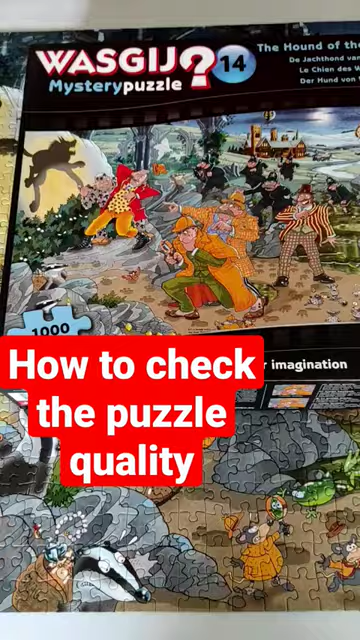 WASGIJ?
14
Mysterypuzzle
The Hound of the
De Jachthond van
Le Chien des
Der Hund von
1000
imagination
How to check
the puzzle
quality